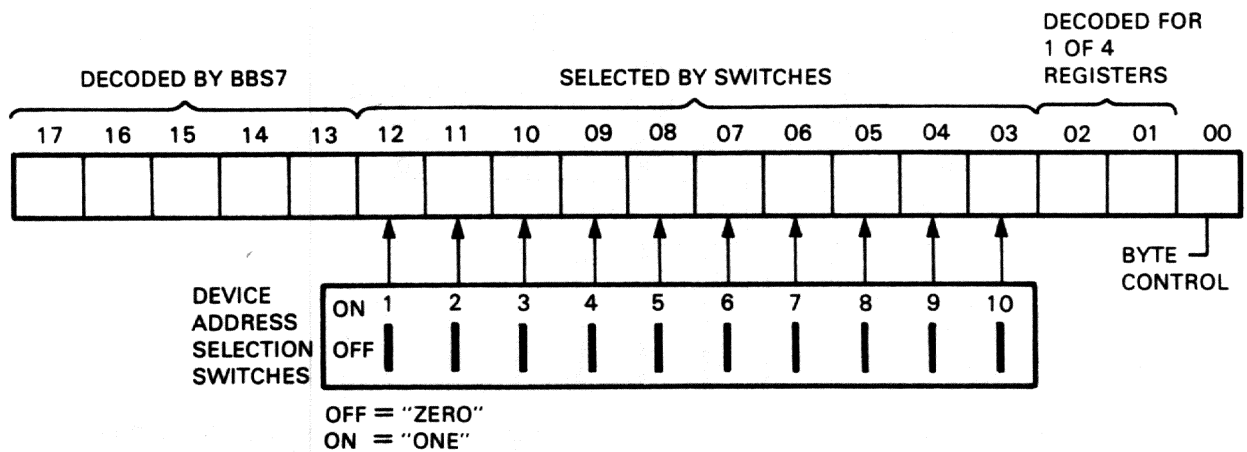 DECODED FOR
1 OF 4
REGISTERS
DECODED BY BBS7
SELECTED BY SWITCHES
17 16 15 14 13 12 11 10 09 08 07 06 05 04 03 02 01 00
BYTE
CONTROL
DEVICE
ADDRESS
SELECTION
SWITCHES
ON 1 2 3 4 5 6 7 8 9 10
OFF
OFF = "ZERO"
ON = "ONE"